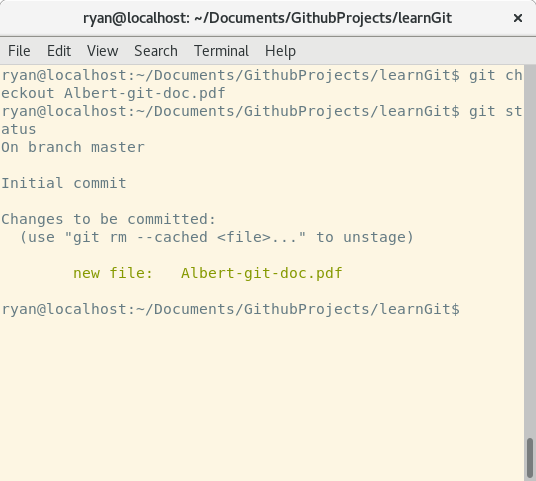 ryan@localhost: ~/Documents/GithubProjects/learnGit
×
File Edit View Search Terminal Help
ryan@localhost:~/Documents/GithubProjects/learnGit$ git ch
eckout Albert-git-doc.pdf
ryan@localhost:~/Documents/GithubProjects/learnGit$ git st
atus
On branch master
Initial commit
Changes to be committed:
(use "git rm --cached <file>..." to unstage)
new file: Albert-git-doc.pdf
ryan@localhost:~/Documents/GithubProjects/learnGit$